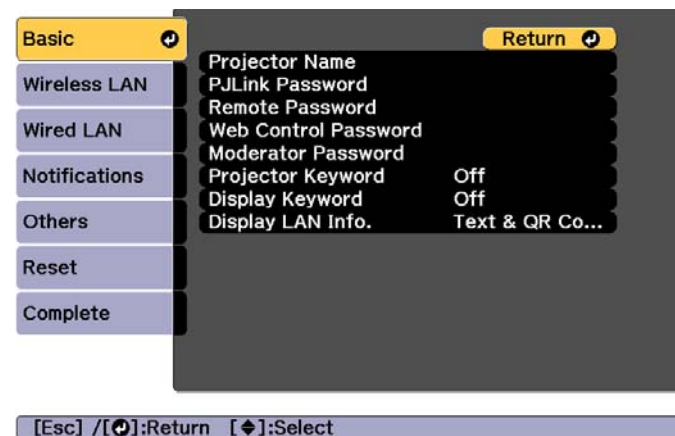 Basic
Wireless LAN
Wired LAN
Notifications
Others
Reset
Complete
Return
Projector Name
PJLink Password
Remote Password
Web Control Password
Moderator Password
Projector Keyword Off
Display Keyword Off
Display LAN Info. Text & QR Co...
[Esc] /[]:Return []:Select